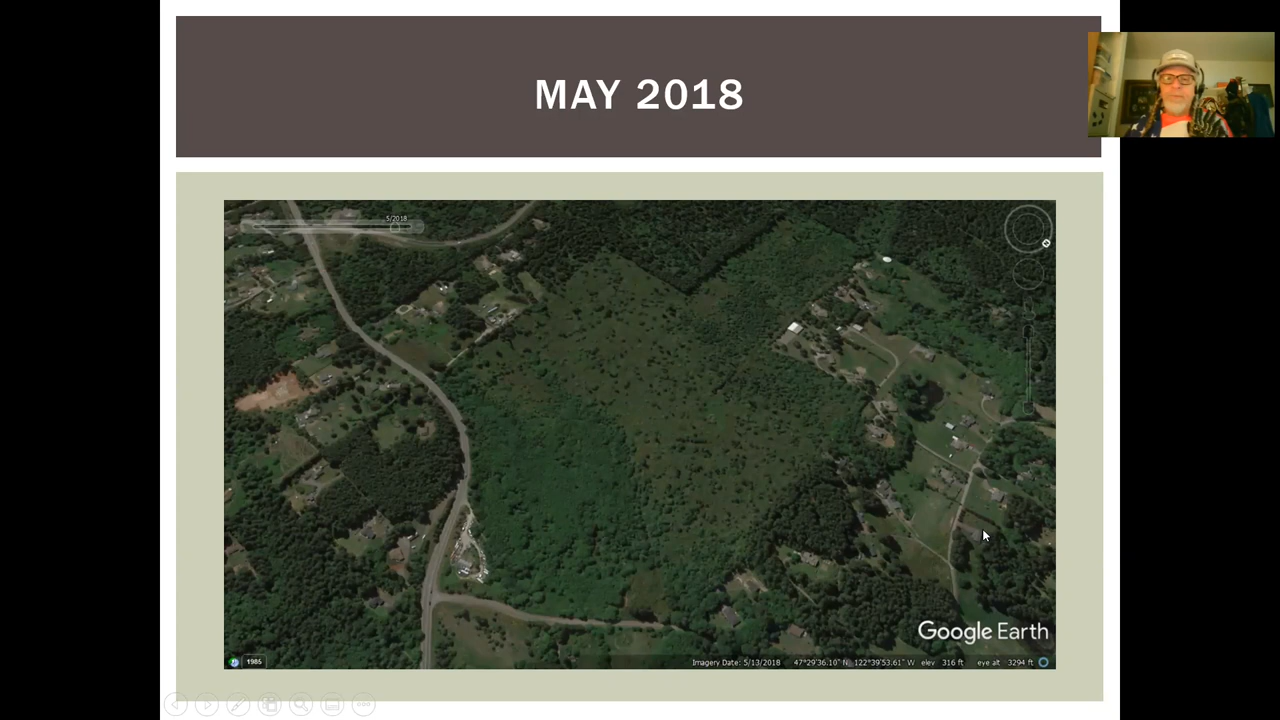 MAY 2018
5/2018
Google Earth
1985
Imagery Date: 5/13/2018 47°29'36.10" N, 122°39'53.61" W elev 316 ft eye alt 3294 ft